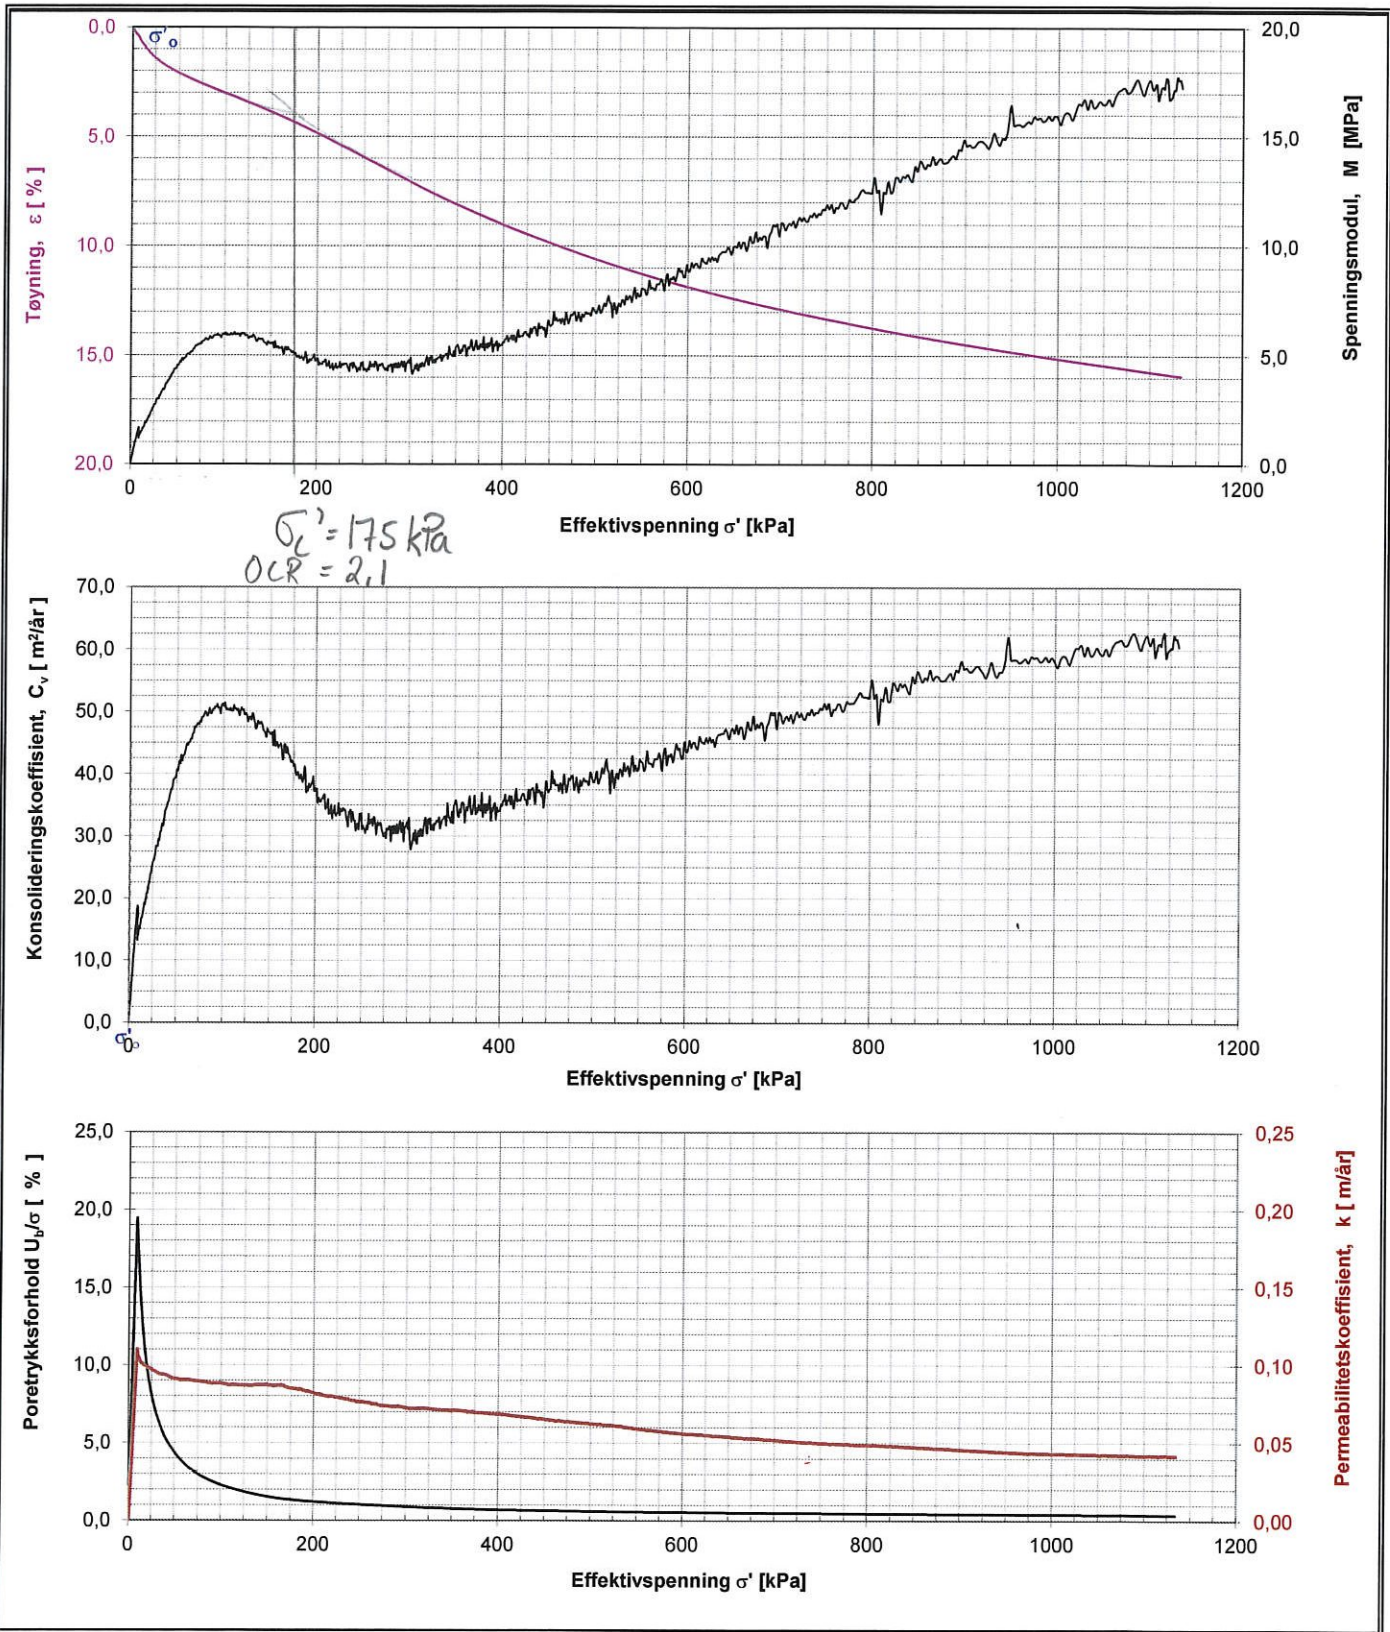 σ'o
0.0
5.0
10.0
15.0
20,0
Tøyning, ε [ % ]
20,0
15,0
10,0
5,0
0,0
Spenningsmodul, M [MPa]
0 200 400 600 800 1000 1200
Effektivspenning σ' [kPa]
σc' = 175 kPa
OCR = 2,1
70,0
60,0
50,0
40,0
30,0
20,0
10,0
0,0
Konsolideringskoeffisient, Cv [ m²/år ]
σ'o
0 200 400 600 800 1000 1200
Effektivspenning σ' [kPa]
25,0
20,0
15,0
10,0
5,0
0,0
Poretrykksforhold Ub/σ [ % ]
0,25
0,20
0,15
0,10
0,05
0,00
Permeabilitetskoeffisient, k [ m/år]
0 200 400 600 800 1000 1200
Effektivspenning σ' [kPa]